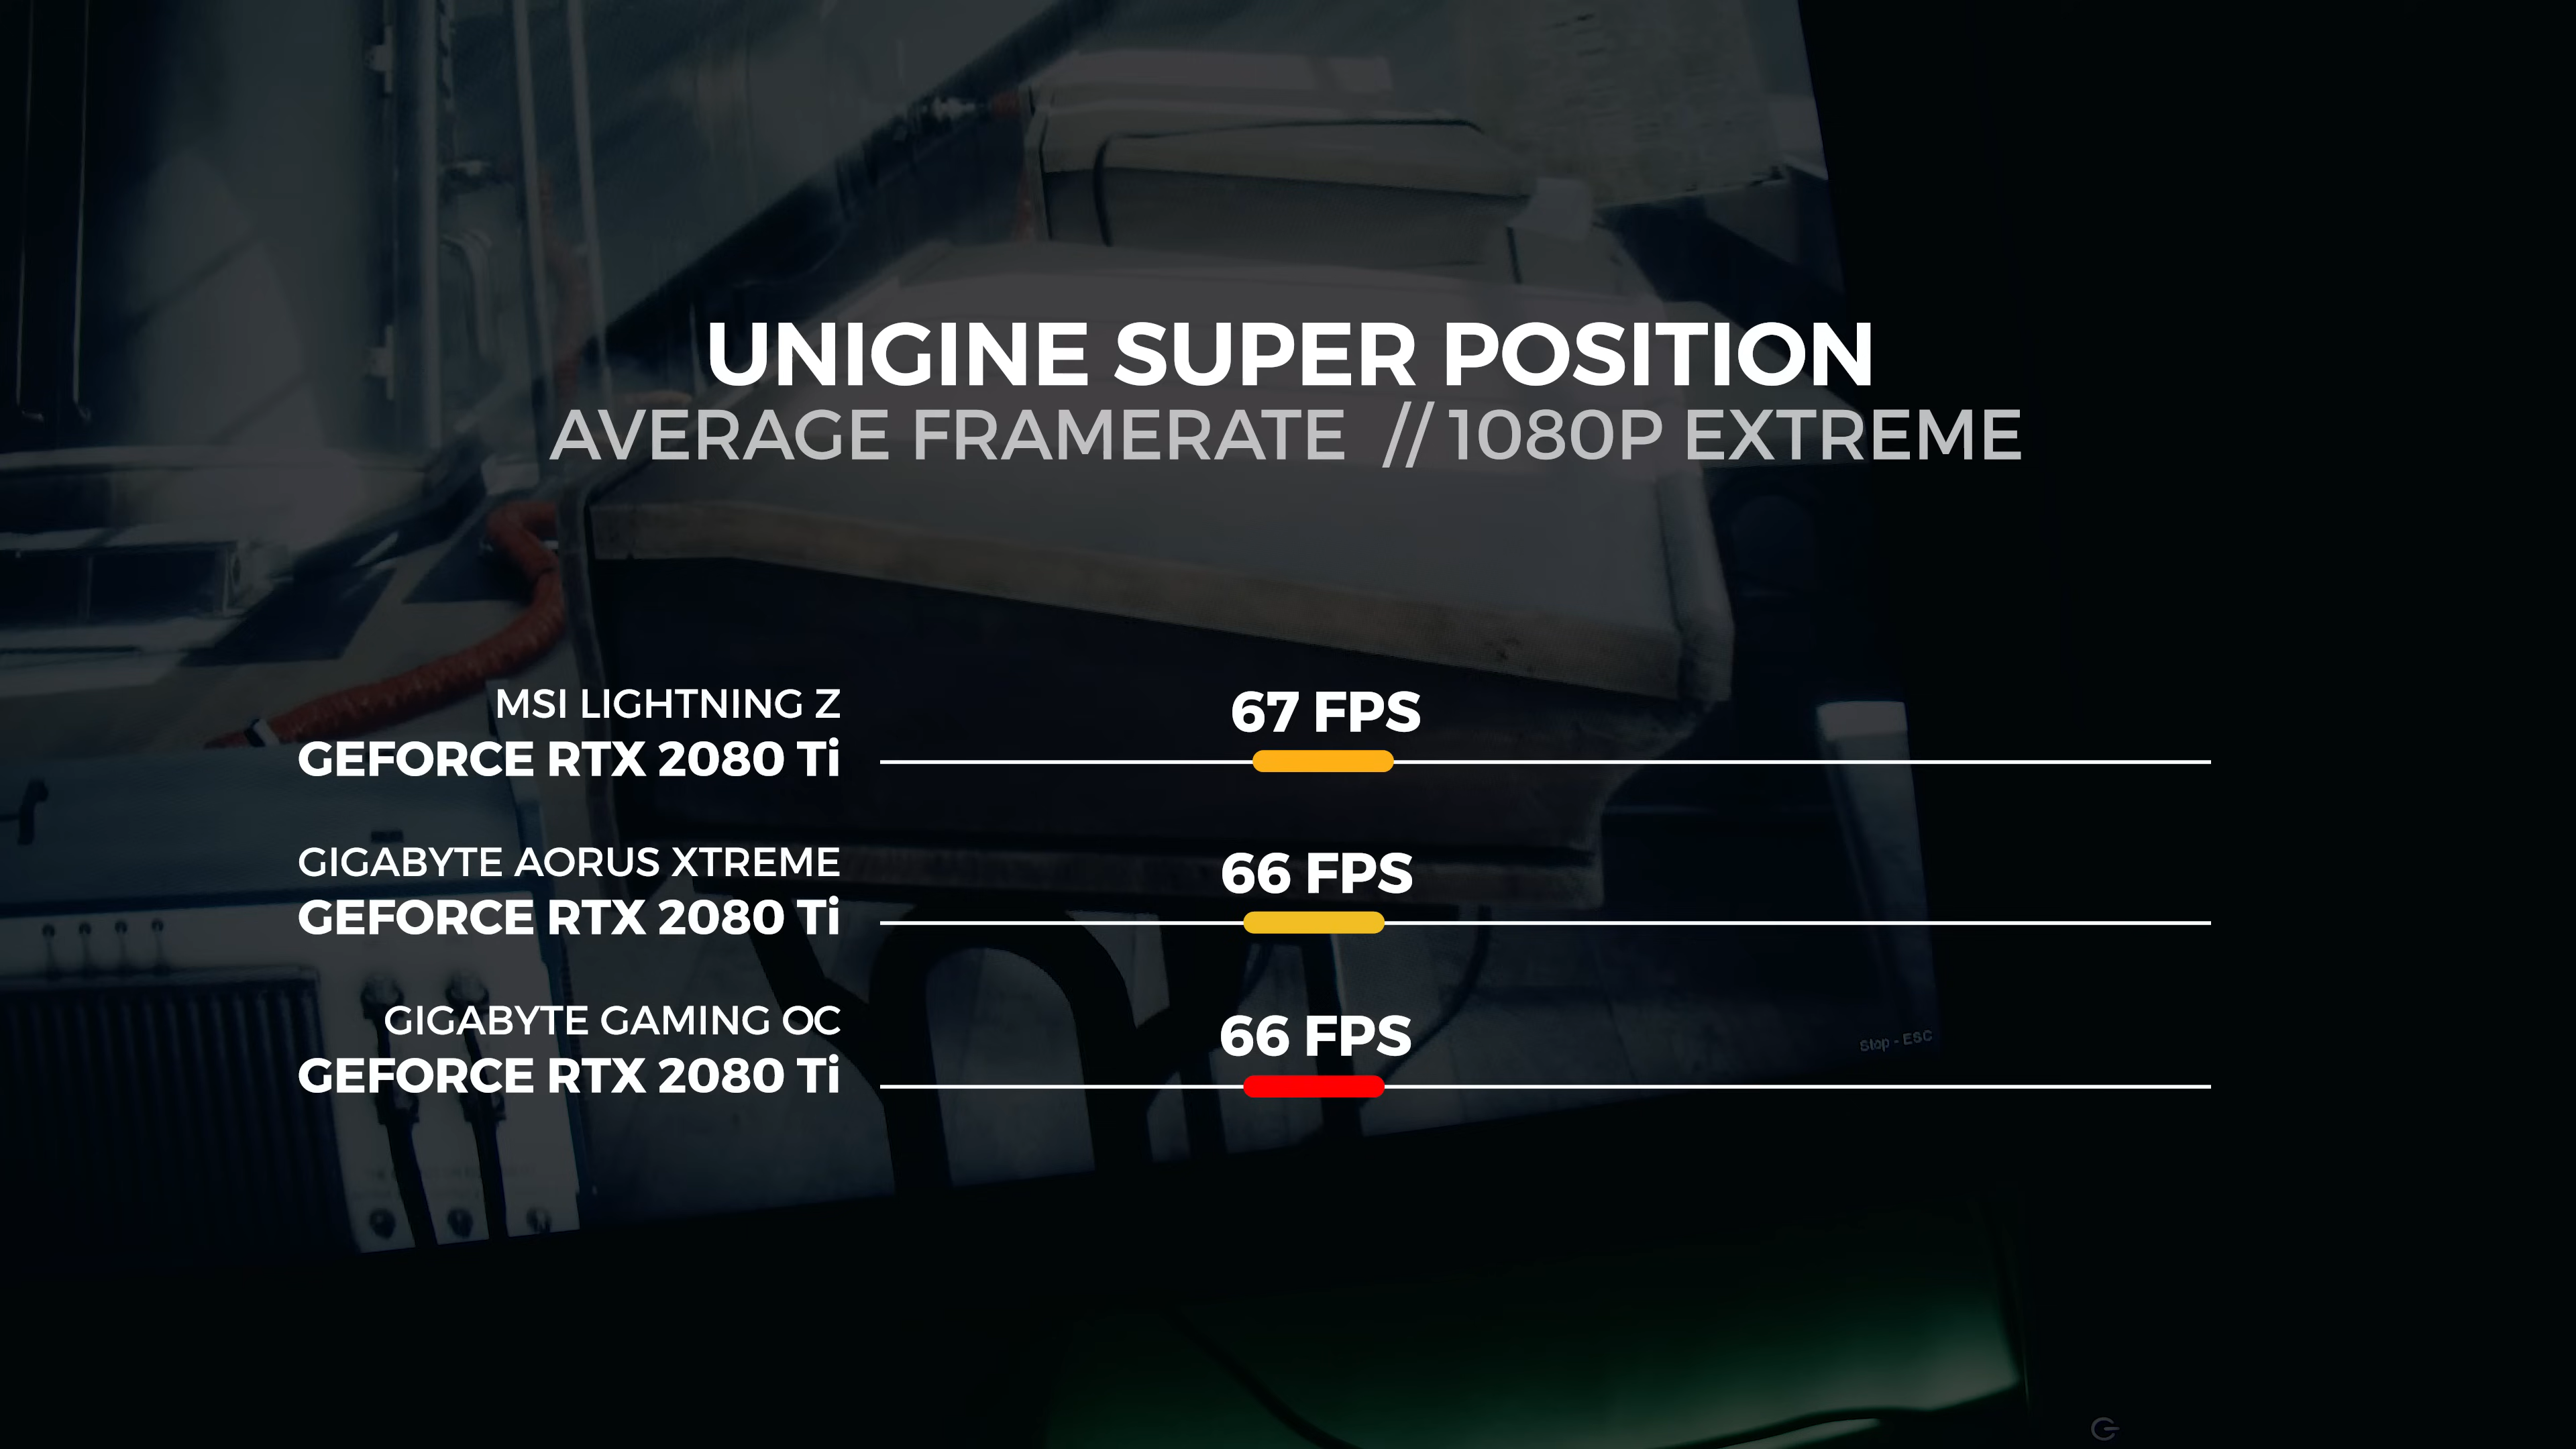 UNIGINE SUPER POSITION
AVERAGE FRAMERATE // 1080P EXTREME
MSI LIGHTNING Z
GEFORCE RTX 2080 Ti
67 FPS
GIGABYTE AORUS XTREME
GEFORCE RTX 2080 Ti
66 FPS
GIGABYTE GAMING OC
GEFORCE RTX 2080 Ti
66 FPS
Stop - ESC